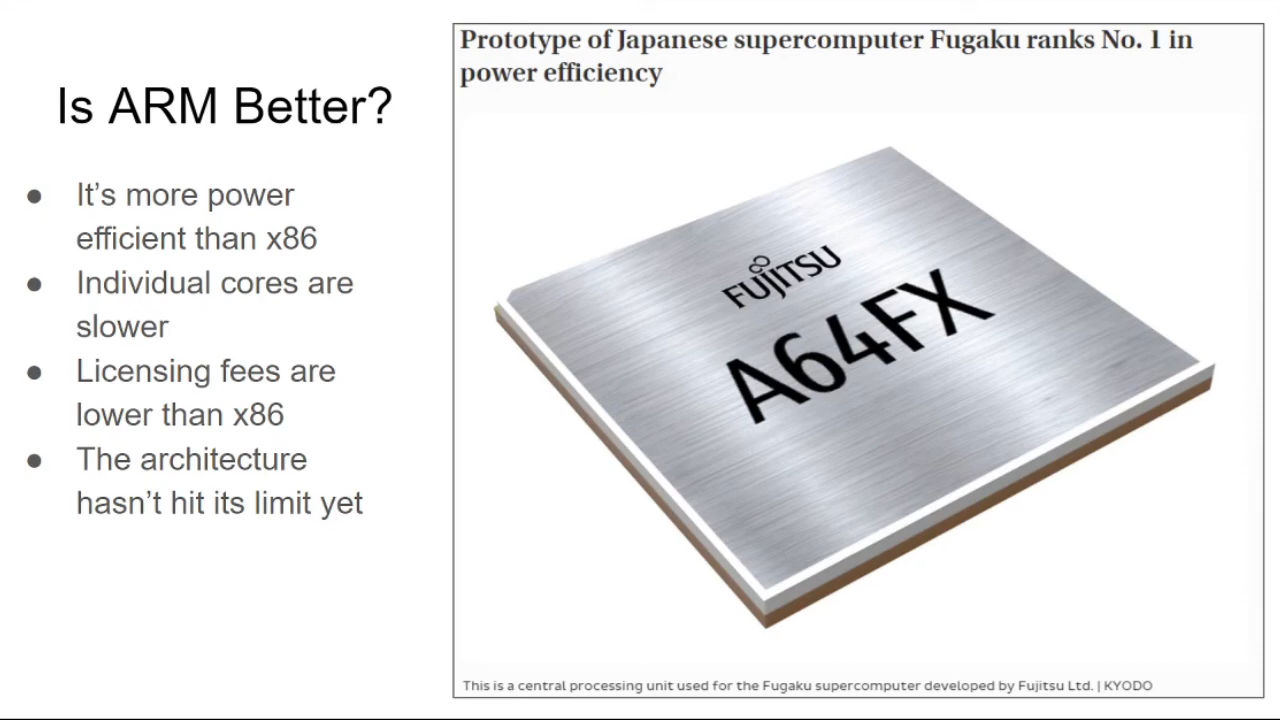 Is ARM Better?
● It’s more power
efficient than x86
● Individual cores are
slower
● Licensing fees are
lower than x86
● The architecture
hasn’t hit its limit yet
Prototype of Japanese supercomputer Fugaku ranks No. 1 in
power efficiency
FUJITSU
A64FX
This is a central processing unit used for the Fugaku supercomputer developed by Fujitsu Ltd. | KYODO